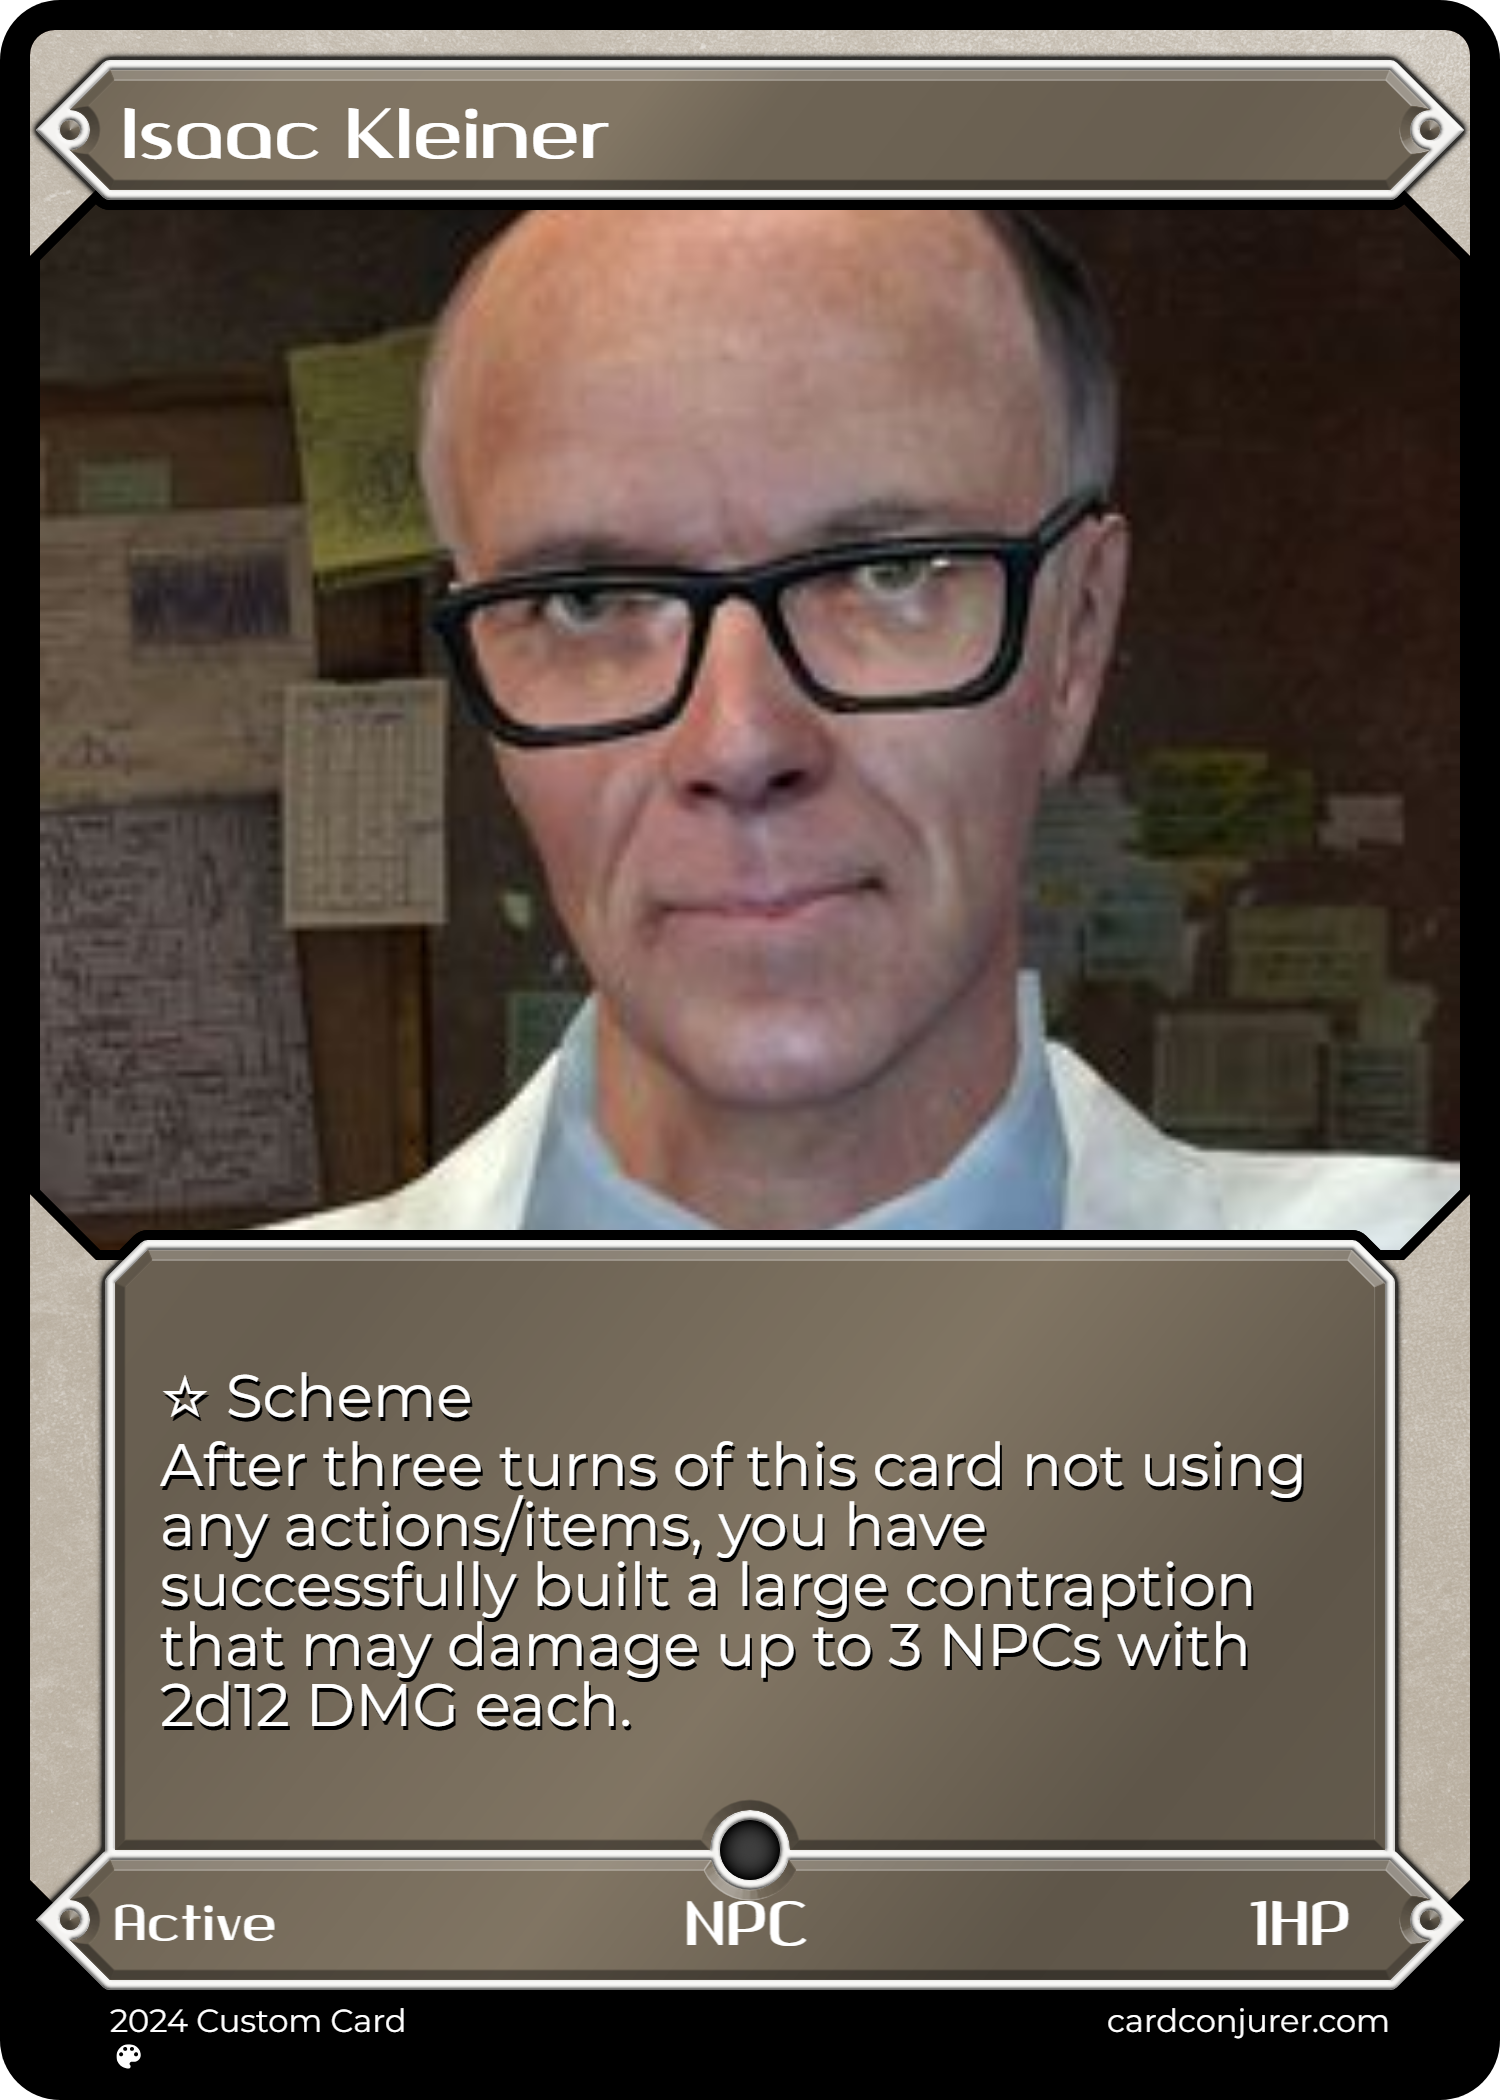 Isaac Kleiner
☆ Scheme
After three turns of this card not using
any actions/items, you have
successfully built a large contraption
that may damage up to 3 NPCs with
2d12 DMG each.
Active
NPC
1HP
2024 Custom Card
cardconjurer.com